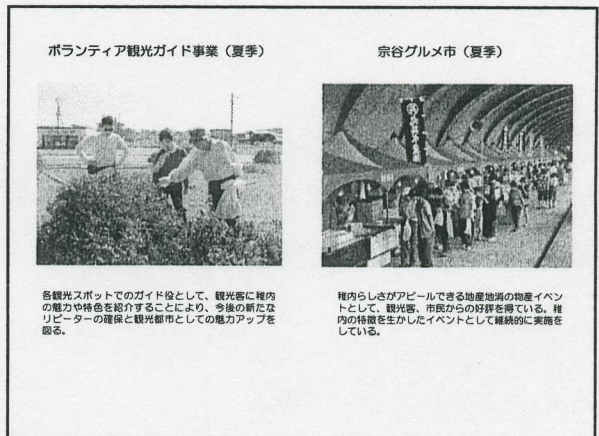 ボランティア観光ガイド事業(夏季)
各観光スポットでのガイド役として、観光客に稚内
の魅力や特色を紹介することにより、今後の新たな
リピーターの確保と観光都市としての魅力アップを
図る。
宗谷グルメ市(夏季)
稚内らしさがアピールできる地産地消の物産イベン
トとして、観光客、市民からの好評を得ている。稚
内の特徴を生かしたイベントとして継続的に実施を
している。